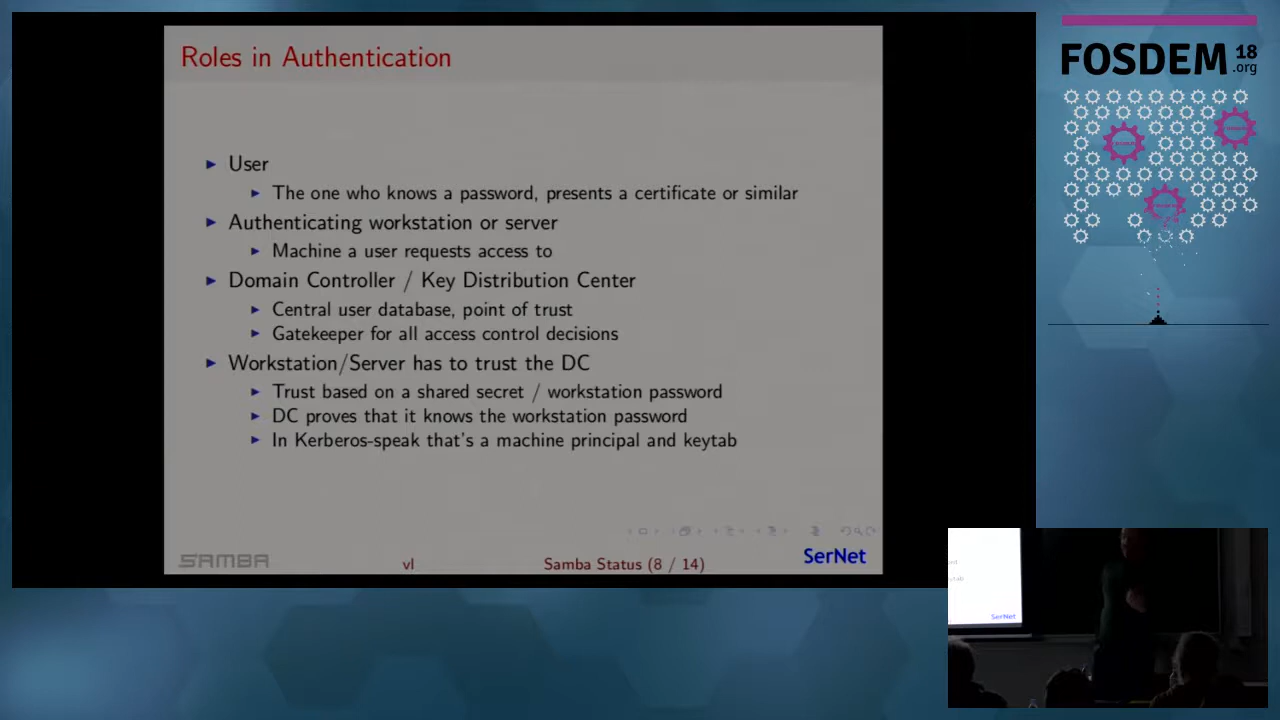 Roles in Authentication
User
The one who knows a password, presents a certificate or similar
Authenticating workstation or server
Machine a user requests access to
Domain Controller / Key Distribution Center
Central user database, point of trust
Gatekeeper for all access control decisions
Workstation/Server has to trust the DC
Trust based on a shared secret / workstation password
DC proves that it knows the workstation password
In Kerberos-speak that's a machine principal and keytab
SAMBA
vl
Samba Status (8 / 14)
SerNet
FOSDEM 18
.org
SerNet